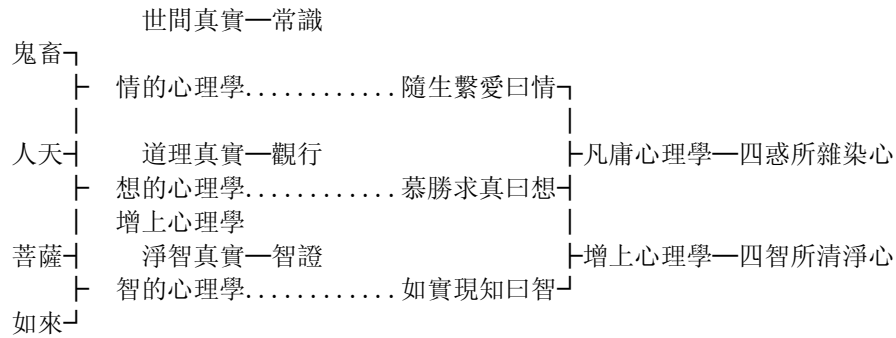 世間真實─常識
鬼畜┐
├ 情的心理學............隨生繫愛曰情┐
│ │
人天┤ 道理真實─觀行 ├凡庸心理學─四惑所雜染心
├ 想的心理學............慕勝求真曰想┤
│ 增上心理學 │
菩薩┤ 淨智真實─智證 ├增上心理學─四智所清淨心
├ 智的心理學............如實現知曰智┘
如來┘